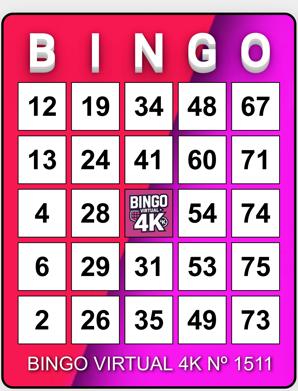 B I N G O
12 19 34 48 67
13 24 41 60 71
4 28 BINGO VIRTUAL 4K 54 74
6 29 31 53 75
2 26 35 49 73
BINGO VIRTUAL 4K Nº 1511